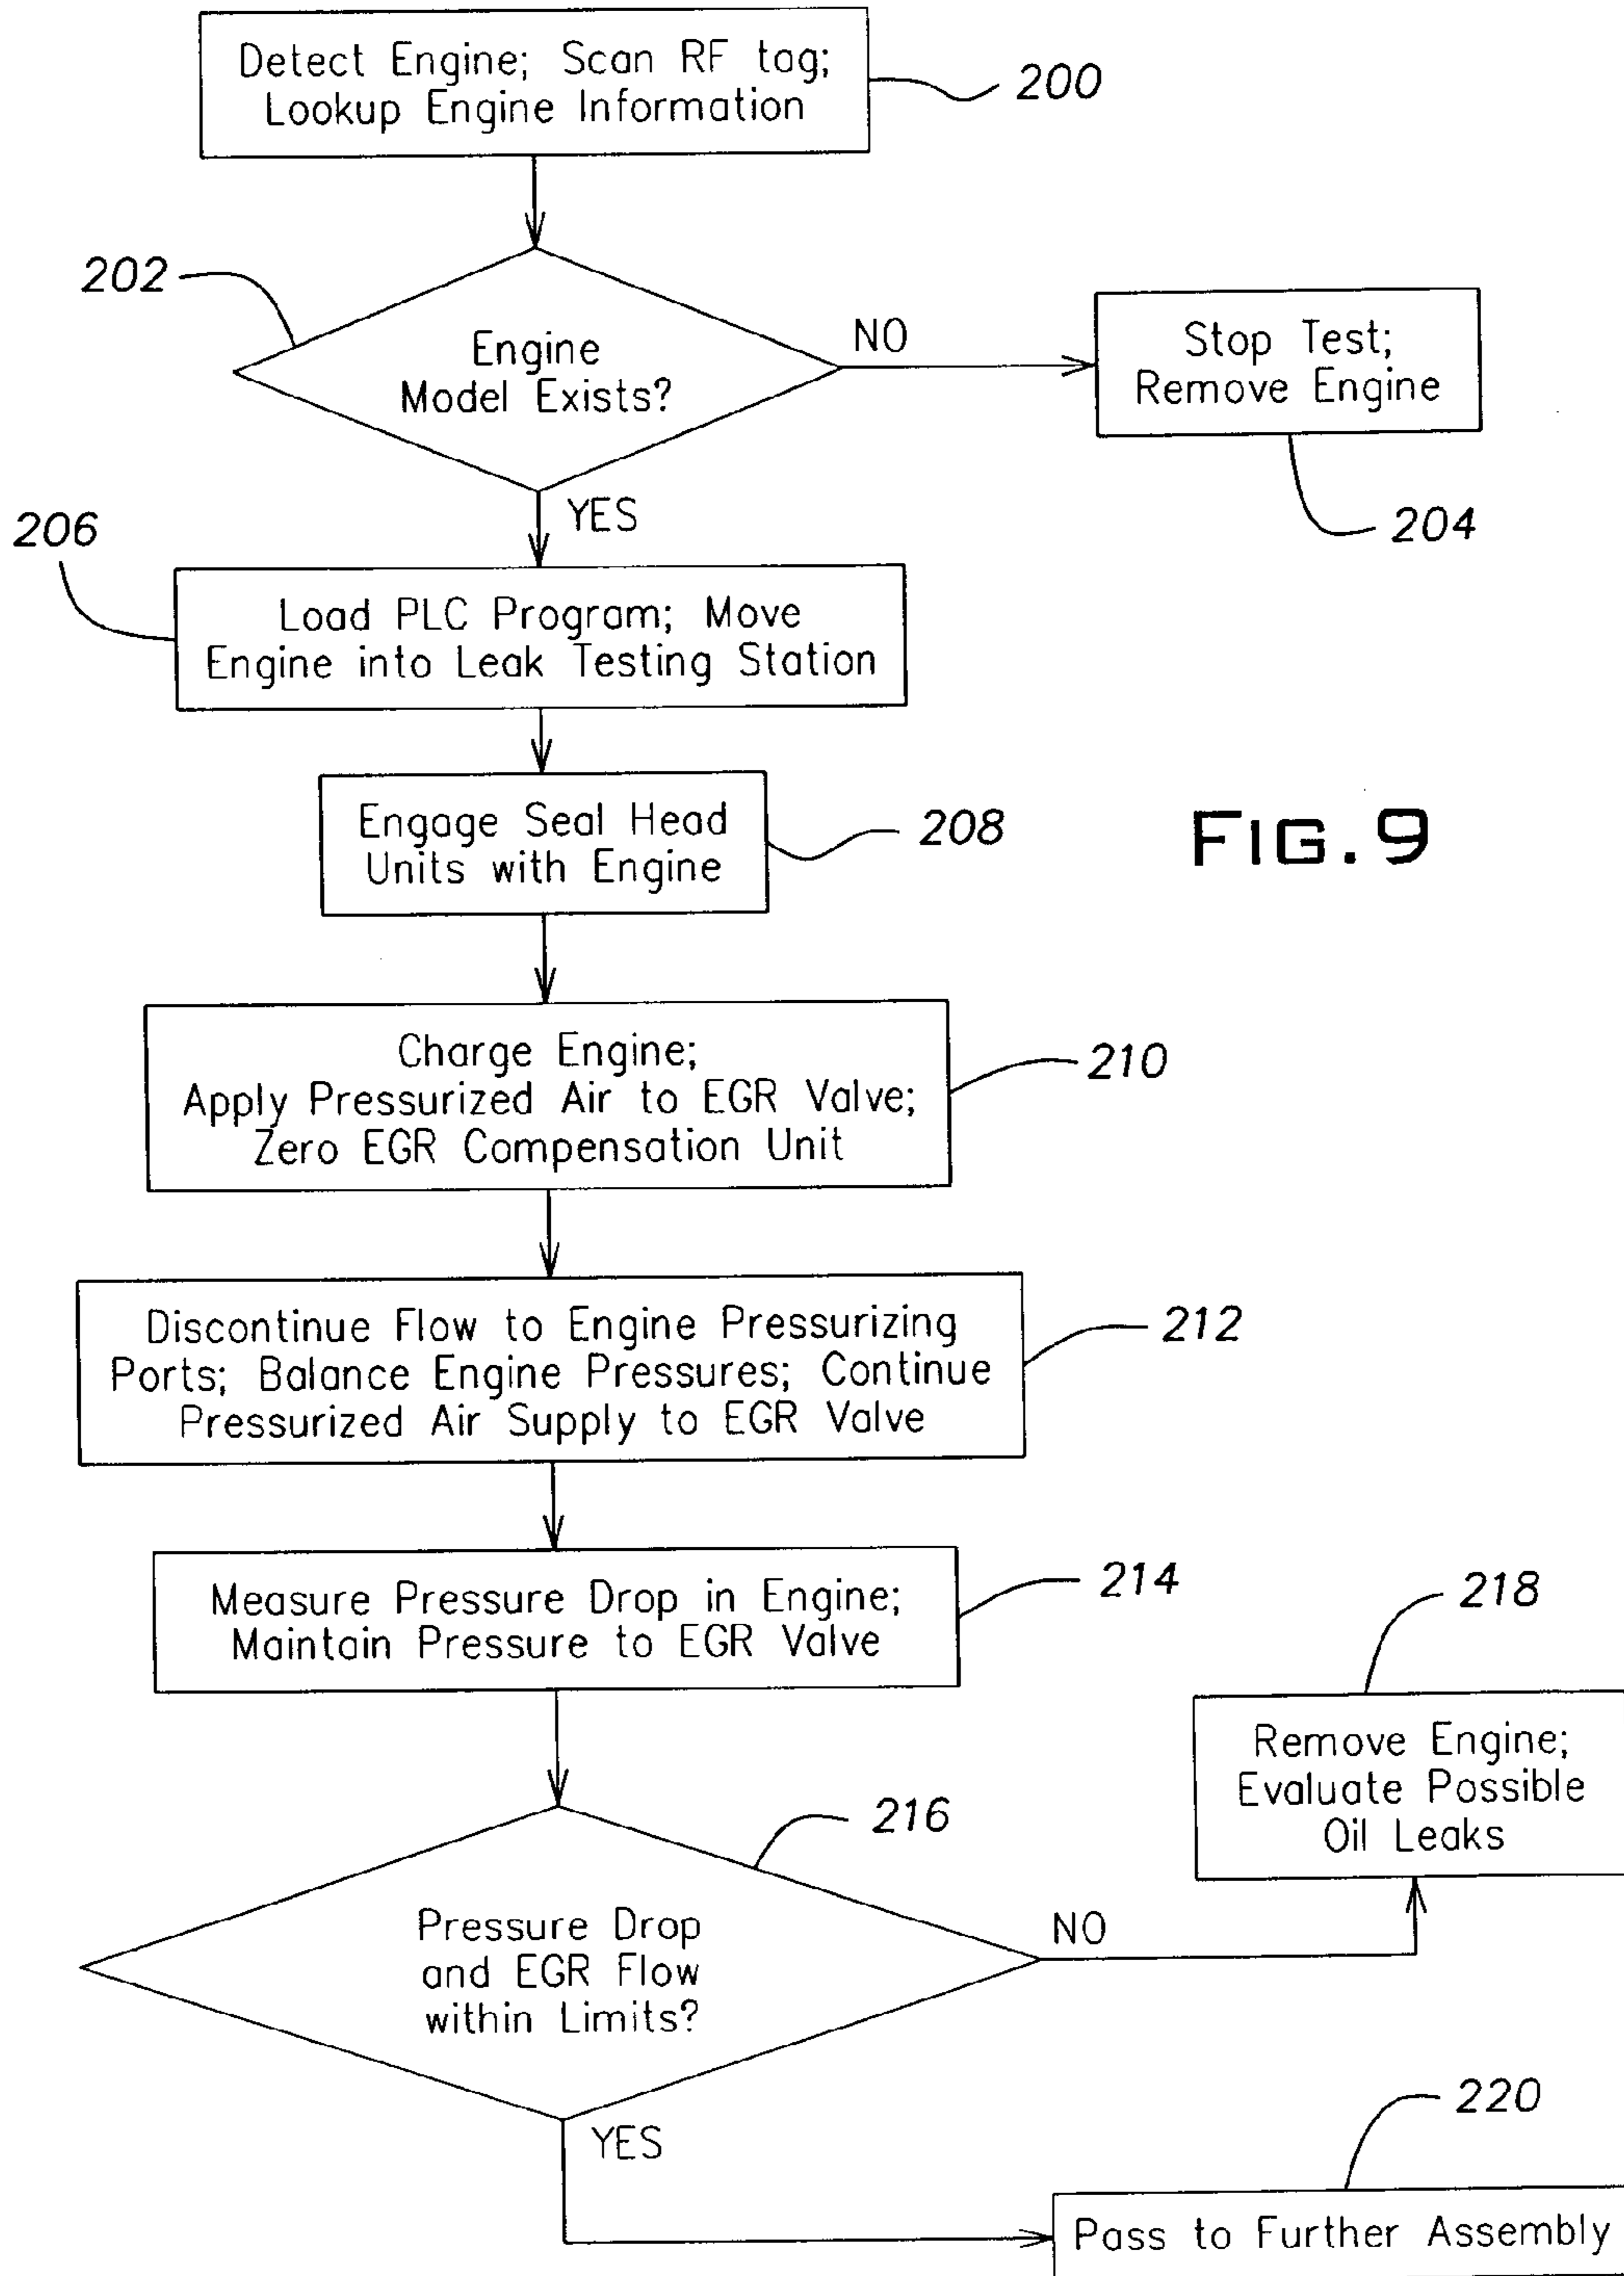 Detect Engine; Scan RF tag;
Lookup Engine Information
200
202
Engine
Model Exists?
NO
Stop Test;
Remove Engine
204
YES
206
Load PLC Program; Move
Engine into Leak Testing Station
Engage Seal Head
Units with Engine
208
FIG. 9
Charge Engine;
Apply Pressurized Air to EGR Valve;
Zero EGR Compensation Unit
210
Discontinue Flow to Engine Pressurizing
Ports; Balance Engine Pressures; Continue
Pressurized Air Supply to EGR Valve
212
Measure Pressure Drop in Engine;
Maintain Pressure to EGR Valve
214
218
Remove Engine;
Evaluate Possible
Oil Leaks
216
Pressure Drop
and EGR Flow
within Limits?
NO
YES
220
Pass to Further Assembly